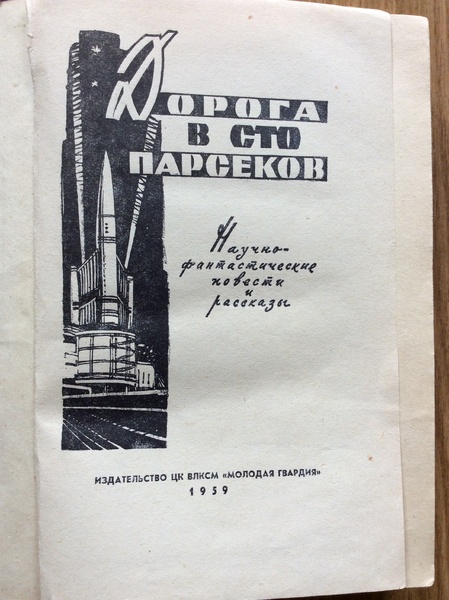 ДОРОГА
В СТО
ПАРСЕКОВ
Научно-
фантастические
повести
и
рассказы
ИЗДАТЕЛЬСТВО ЦК ВЛКСМ «МОЛОДАЯ ГВАРДИЯ»
1959